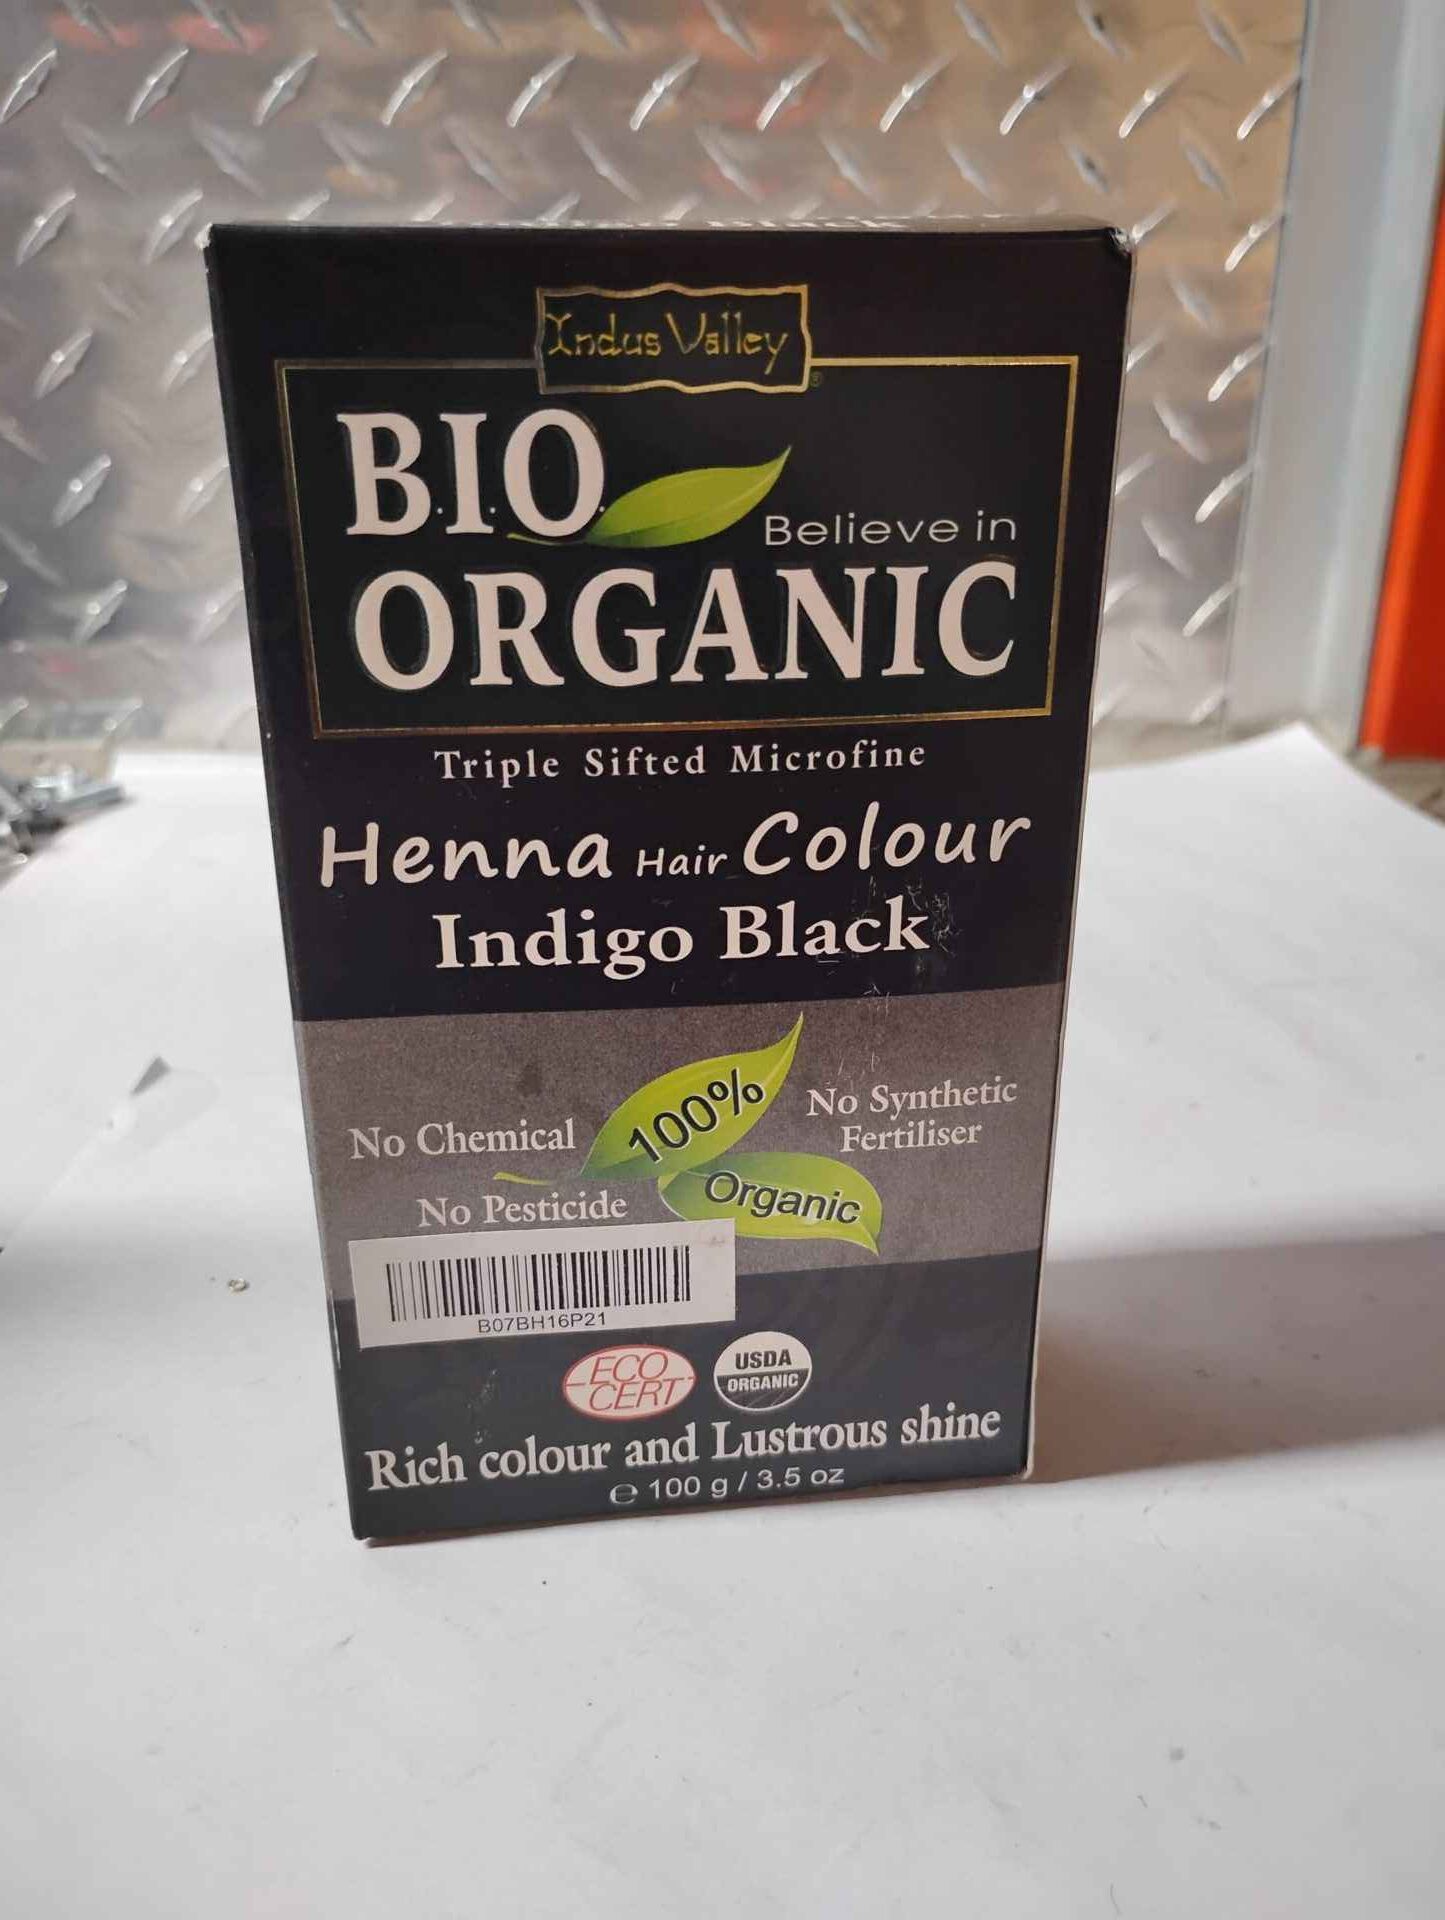 Indus Valley
®
B.I.O.
Believe in
ORGANIC
Triple Sifted Microfine
Henna Hair Colour
Indigo Black
100%
Organic
No Chemical
No Pesticide
No Synthetic
Fertiliser
B07BH16P21
ECO
CERT
USDA
ORGANIC
Rich colour and Lustrous shine
℮ 100 g / 3.5 oz